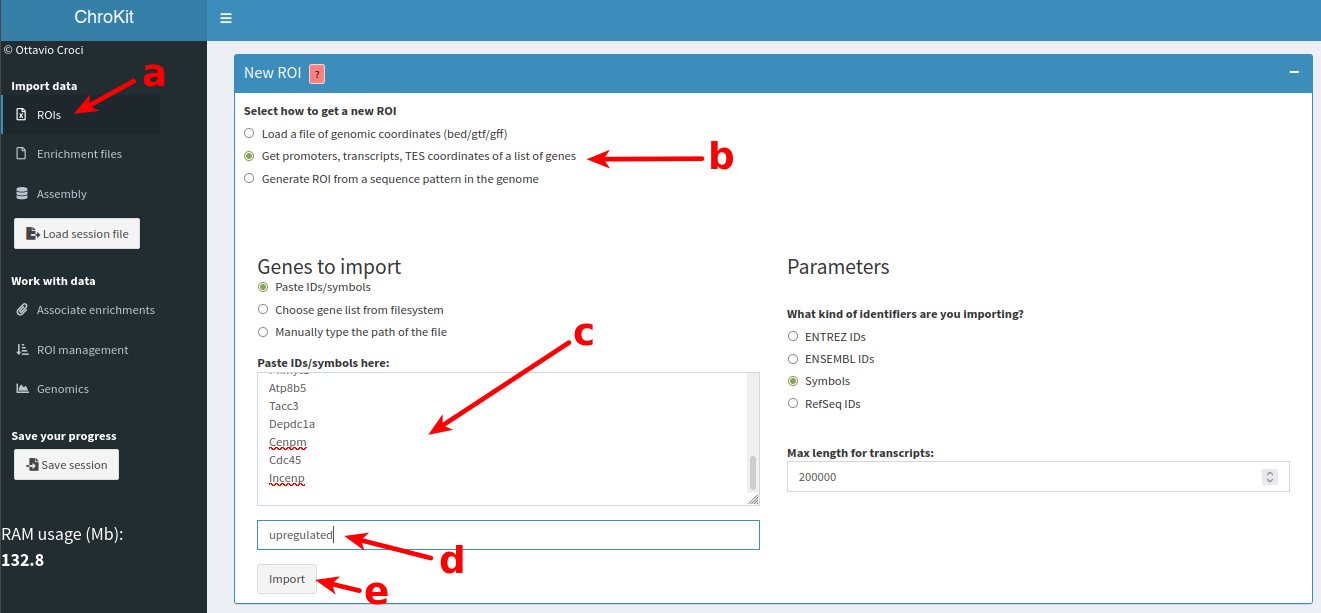 ChroKit
© Ottavio Croci
Import data
a
ROIs
Enrichment files
Assembly
Load session file
Work with data
Associate enrichments
ROI management
Genomics
Save your progress
Save session
RAM usage (Mb):
132.8
New ROI ?
Select how to get a new ROI
Load a file of genomic coordinates (bed/gtf/gff)
Get promoters, transcripts, TES coordinates of a list of genes
b
Generate ROI from a sequence pattern in the genome
Genes to import
Paste IDs/symbols
Choose gene list from filesystem
Manually type the path of the file
c
Paste IDs/symbols here:
Atp8b5
Tacc3
Depdc1a
Cenpm
Cdc45
Incenp
upregulated
d
Import
e
Parameters
What kind of identifiers are you importing?
ENTREZ IDs
ENSEMBL IDs
Symbols
RefSeq IDs
Max length for transcripts:
200000